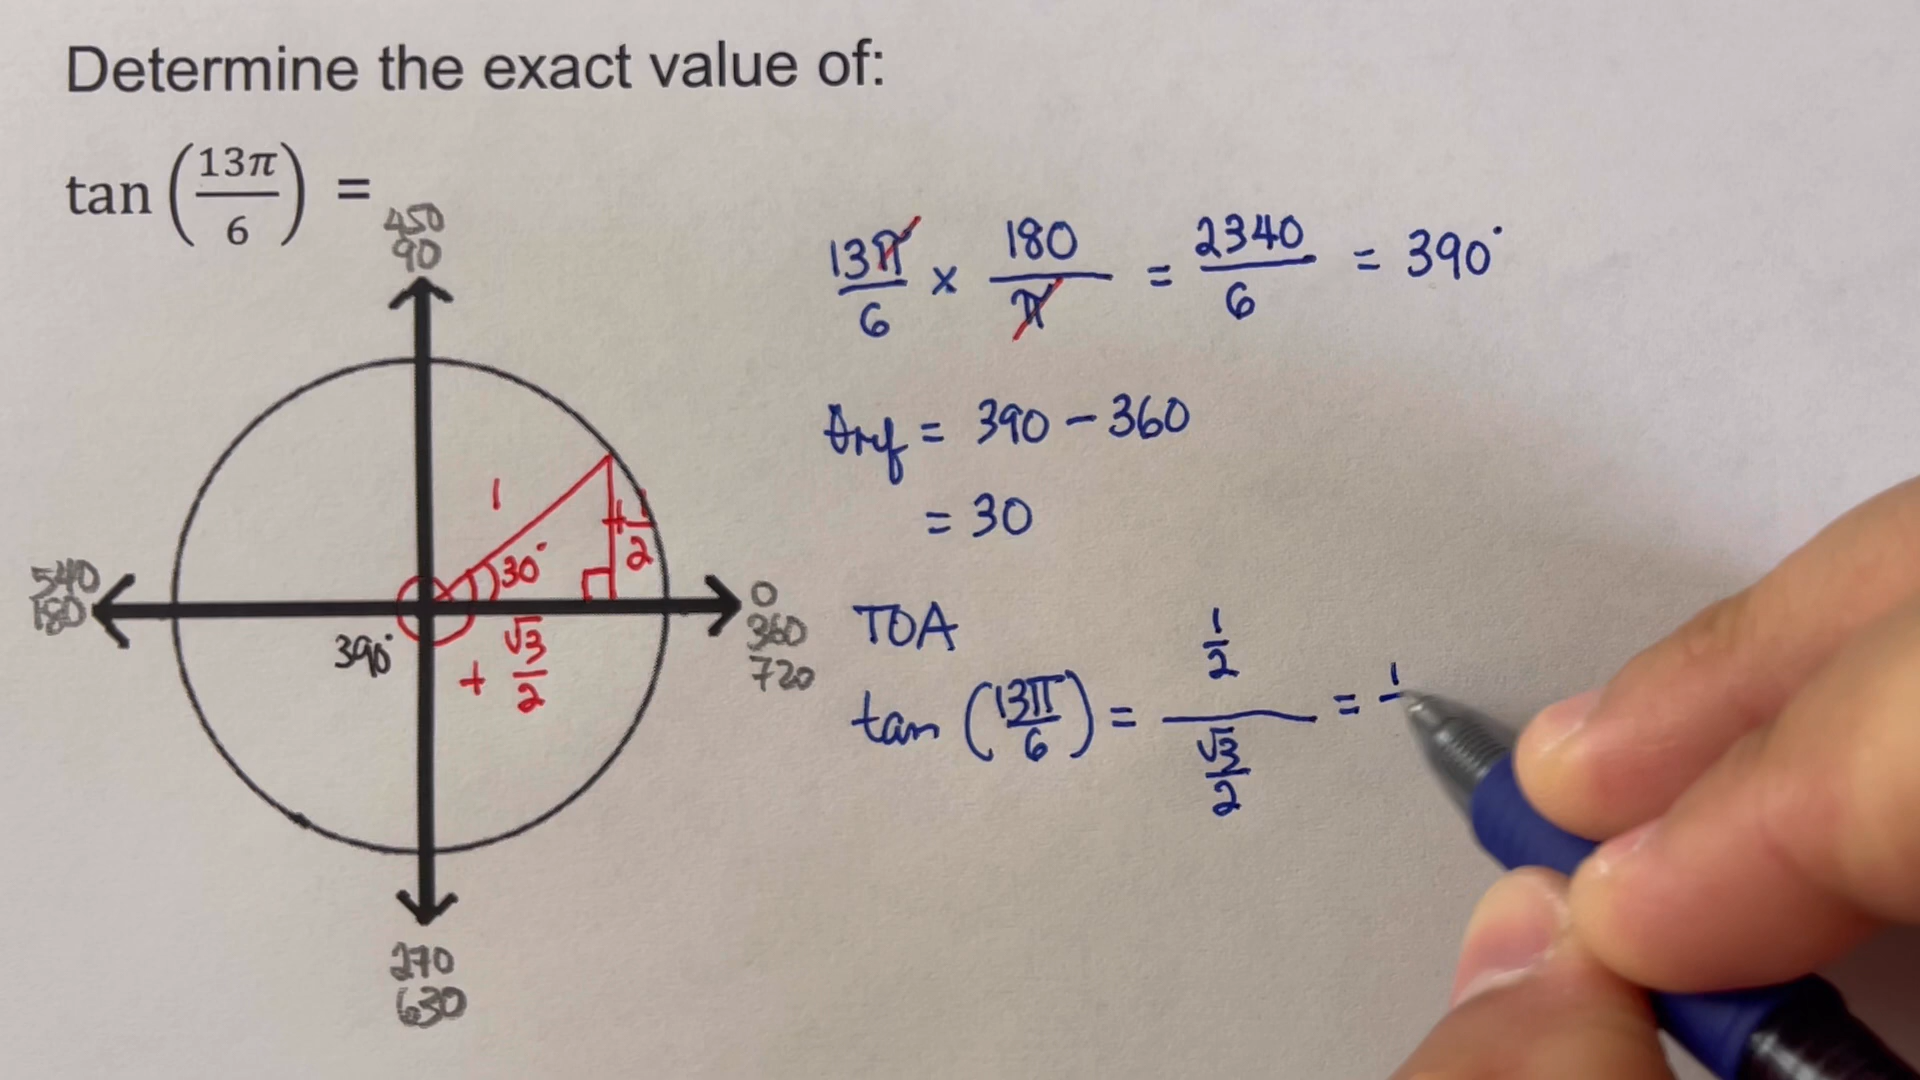 Determine the exact value of:
tan (13π/6) =
450
90
540
180
0
360
720
270
630
390°
1
30°
+ 1/2
+ √3/2
13π/6 × 180/π = 2340/6 = 390°
θref = 390 - 360
= 30
TOA
tan (13π/6) = 1/2 / √3/2 = 1